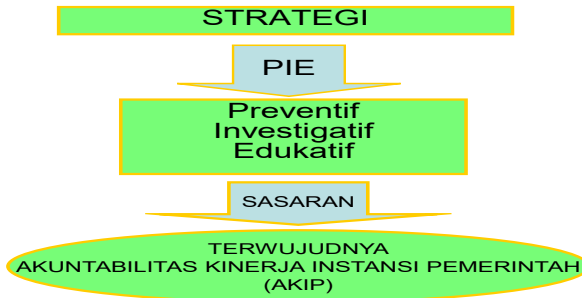 STRATEGI
PIE
Preventif
Investigatif
Edukatif
SASARAN
TERWUJUDNYA
AKUNTABILITAS KINERJA INSTANSI PEMERINTAH
(AKIP)